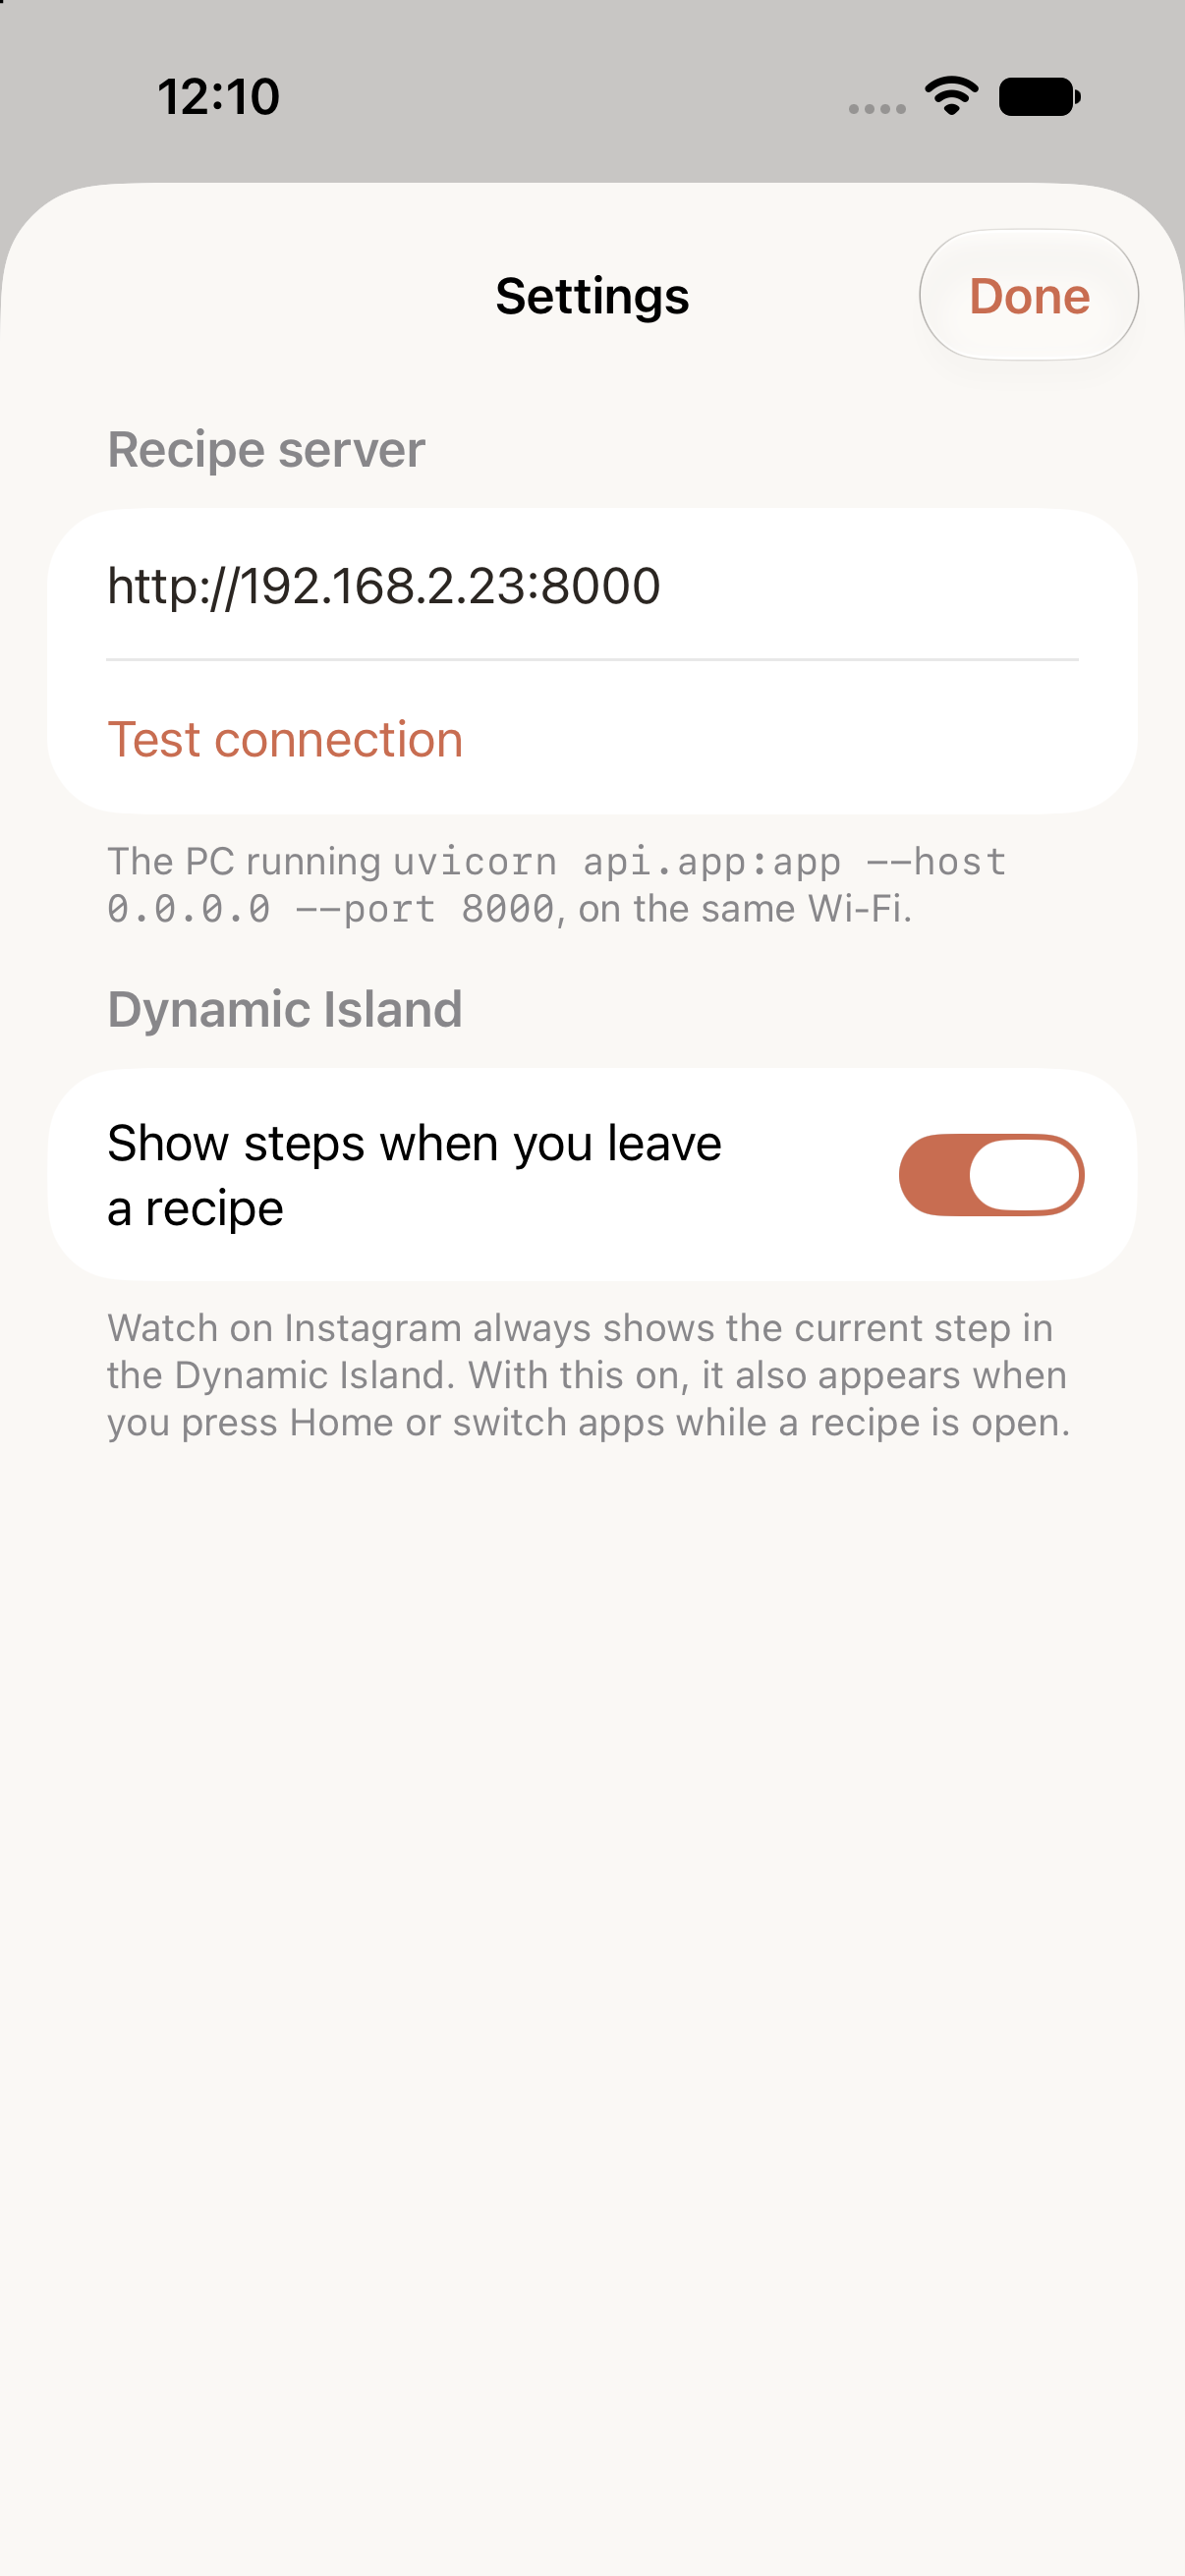 12:10
Settings
Done
Recipe server
http://192.168.2.23:8000
Test connection
The PC running uvicorn api.app:app --host
0.0.0.0 --port 8000, on the same Wi-Fi.
Dynamic Island
Show steps when you leave
a recipe
Watch on Instagram always shows the current step in
the Dynamic Island. With this on, it also appears when
you press Home or switch apps while a recipe is open.